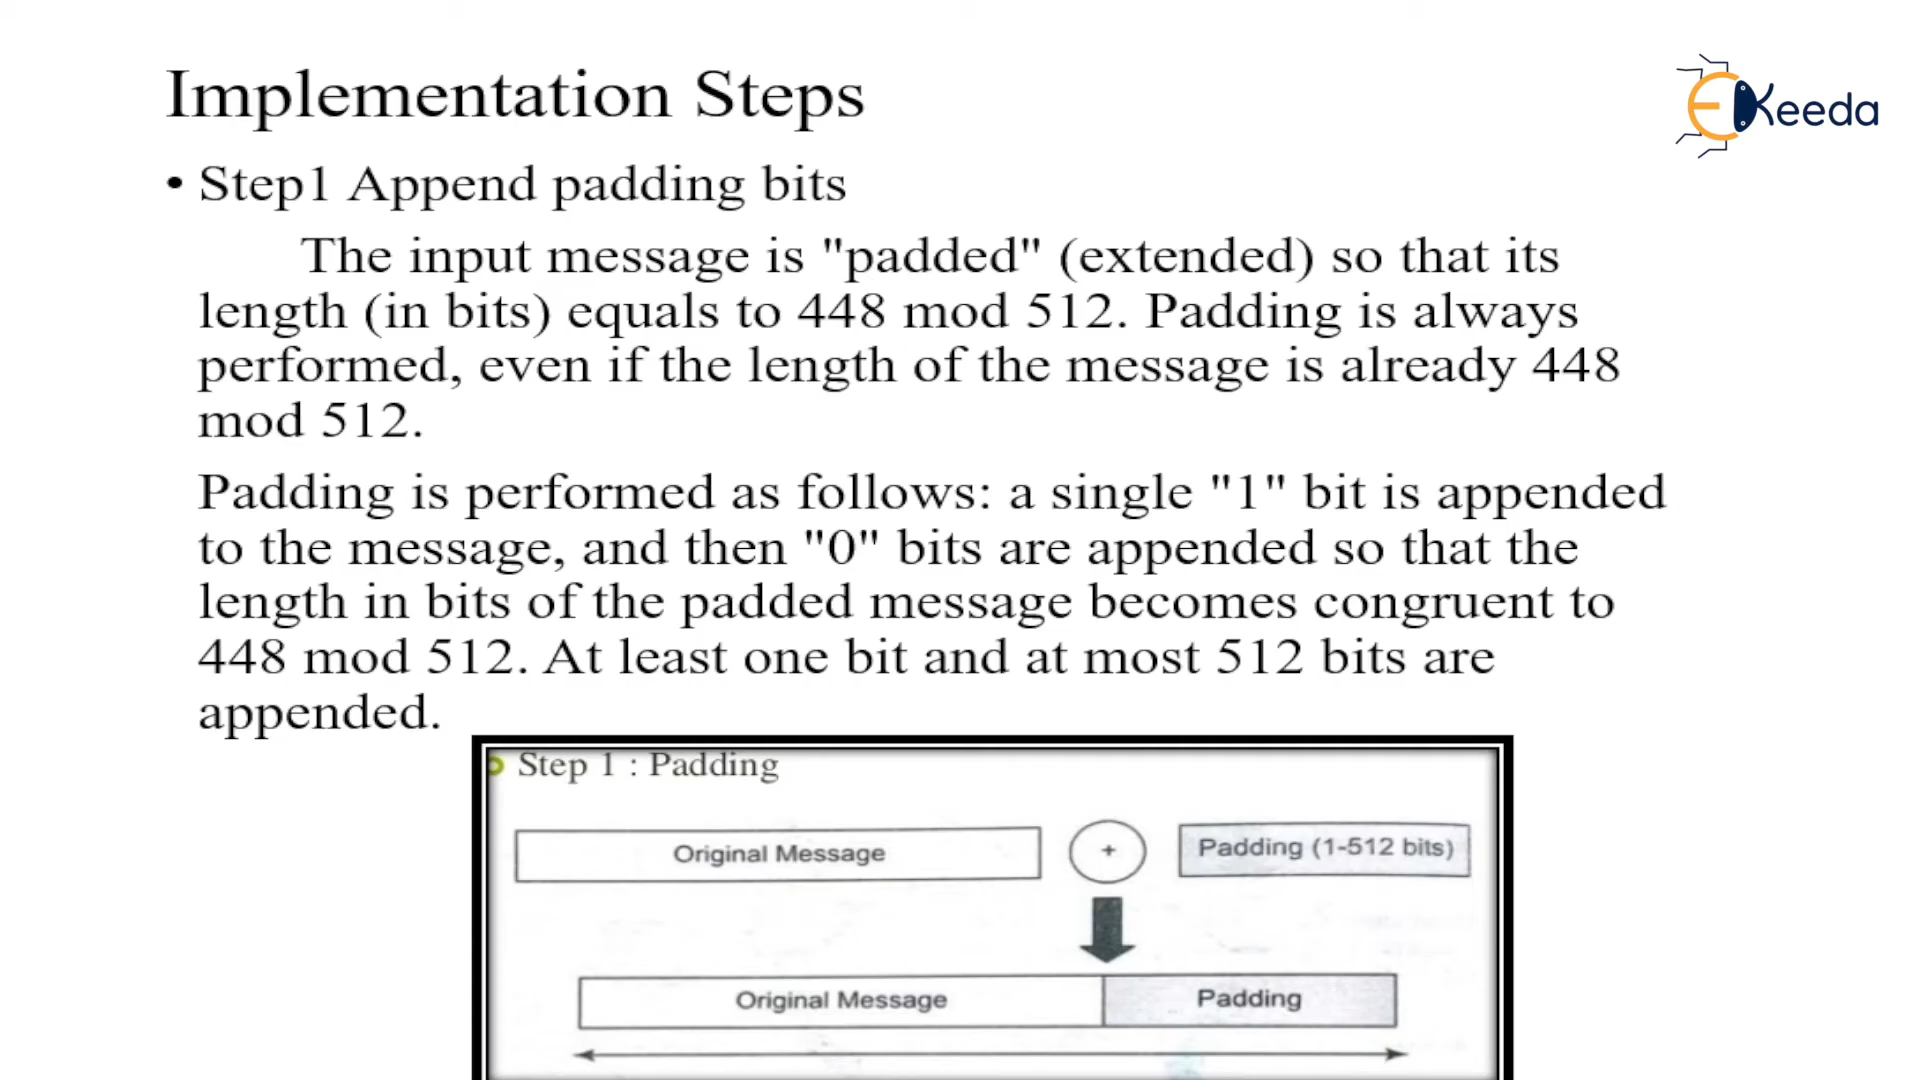 Implementation Steps
EKeeda
• Step1 Append padding bits
The input message is "padded" (extended) so that its
length (in bits) equals to 448 mod 512. Padding is always
performed, even if the length of the message is already 448
mod 512.
Padding is performed as follows: a single "1" bit is appended
to the message, and then "0" bits are appended so that the
length in bits of the padded message becomes congruent to
448 mod 512. At least one bit and at most 512 bits are
appended.
Step 1 : Padding
Original Message + Padding (1-512 bits)
Original Message Padding